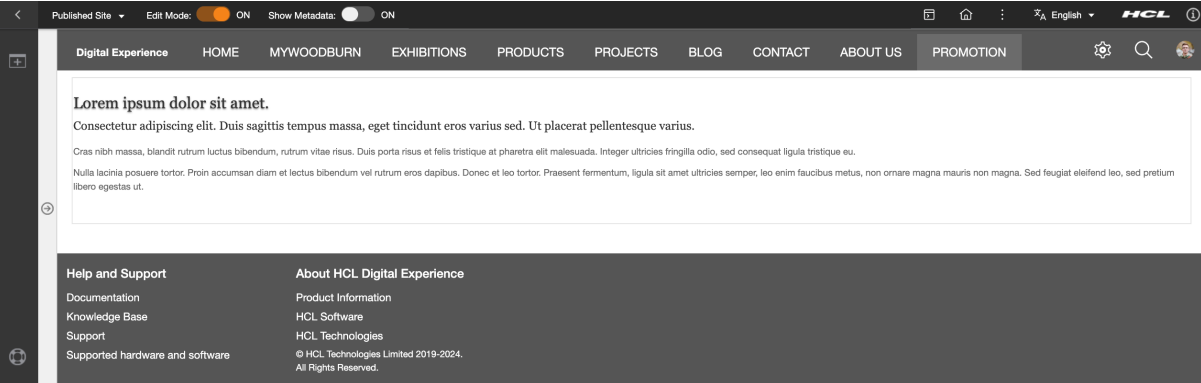 Published Site Edit Mode: ON Show Metadata: ON English HCL
Digital Experience HOME MYWOODBURN EXHIBITIONS PRODUCTS PROJECTS BLOG CONTACT ABOUT US PROMOTION
Lorem ipsum dolor sit amet.
Consectetur adipiscing elit. Duis sagittis tempus massa, eget tincidunt eros varius sed. Ut placerat pellentesque varius.
Cras nibh massa, blandit rutrum luctus bibendum, rutrum vitae risus. Duis porta risus et felis tristique at pharetra elit malesuada. Integer ultricies fringilla odio, sed consequat ligula tristique eu.
Nulla lacinia posuere tortor. Proin accumsan diam et lectus bibendum vel rutrum eros dapibus. Donec et leo tortor. Praesent fermentum, ligula sit amet ultricies semper, leo enim faucibus metus, non ornare magna mauris non magna. Sed feugiat eleifend leo, sed pretium
libero egestas ut.
Help and Support
Documentation
Knowledge Base
Support
Supported hardware and software
About HCL Digital Experience
Product Information
HCL Software
HCL Technologies
© HCL Technologies Limited 2019-2024.
All Rights Reserved.